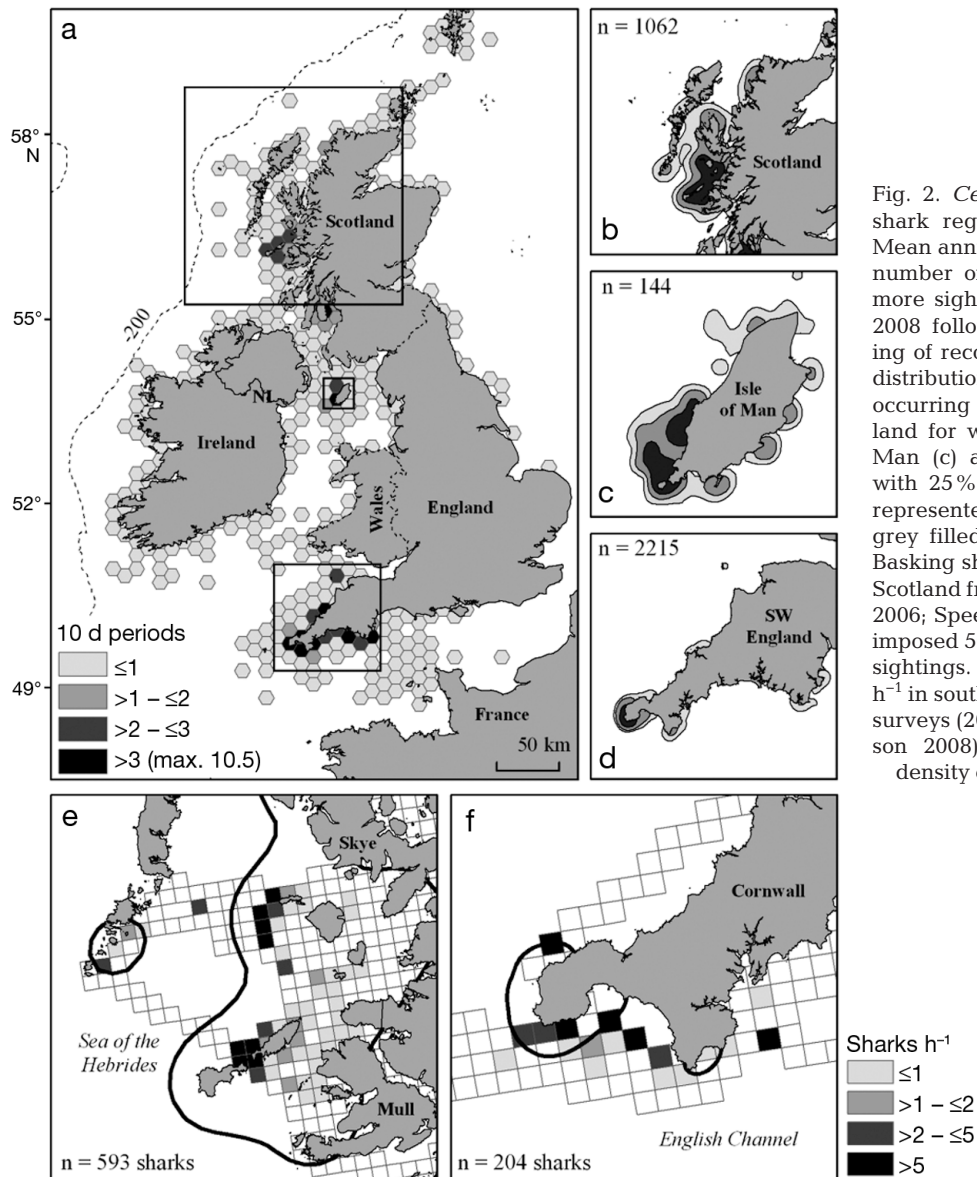 a
58°
N
55°
52°
49°
200
Scotland
NI
Ireland
Wales
England
France
10 d periods
≤1
>1 – ≤2
>2 – ≤3
>3 (max. 10.5)
50 km
n = 1062
Scotland
b
n = 144
Isle
of Man
c
n = 2215
SW
England
d
Fig. 2. Ce
shark reg
Mean ann
number o
more sigh
2008 follo
ing of reco
distributio
occurring
land for w
Man (c) a
with 25%
represente
grey filled
Basking sh
Scotland fr
2006; Spee
imposed 5
sightings.
h⁻¹ in sout
surveys (20
son 2008)
density
e
Skye
Sea of the
Hebrides
Mull
n = 593 sharks
f
Cornwall
English Channel
n = 204 sharks
Sharks h⁻¹
≤1
>1 – ≤2
>2 – ≤5
>5